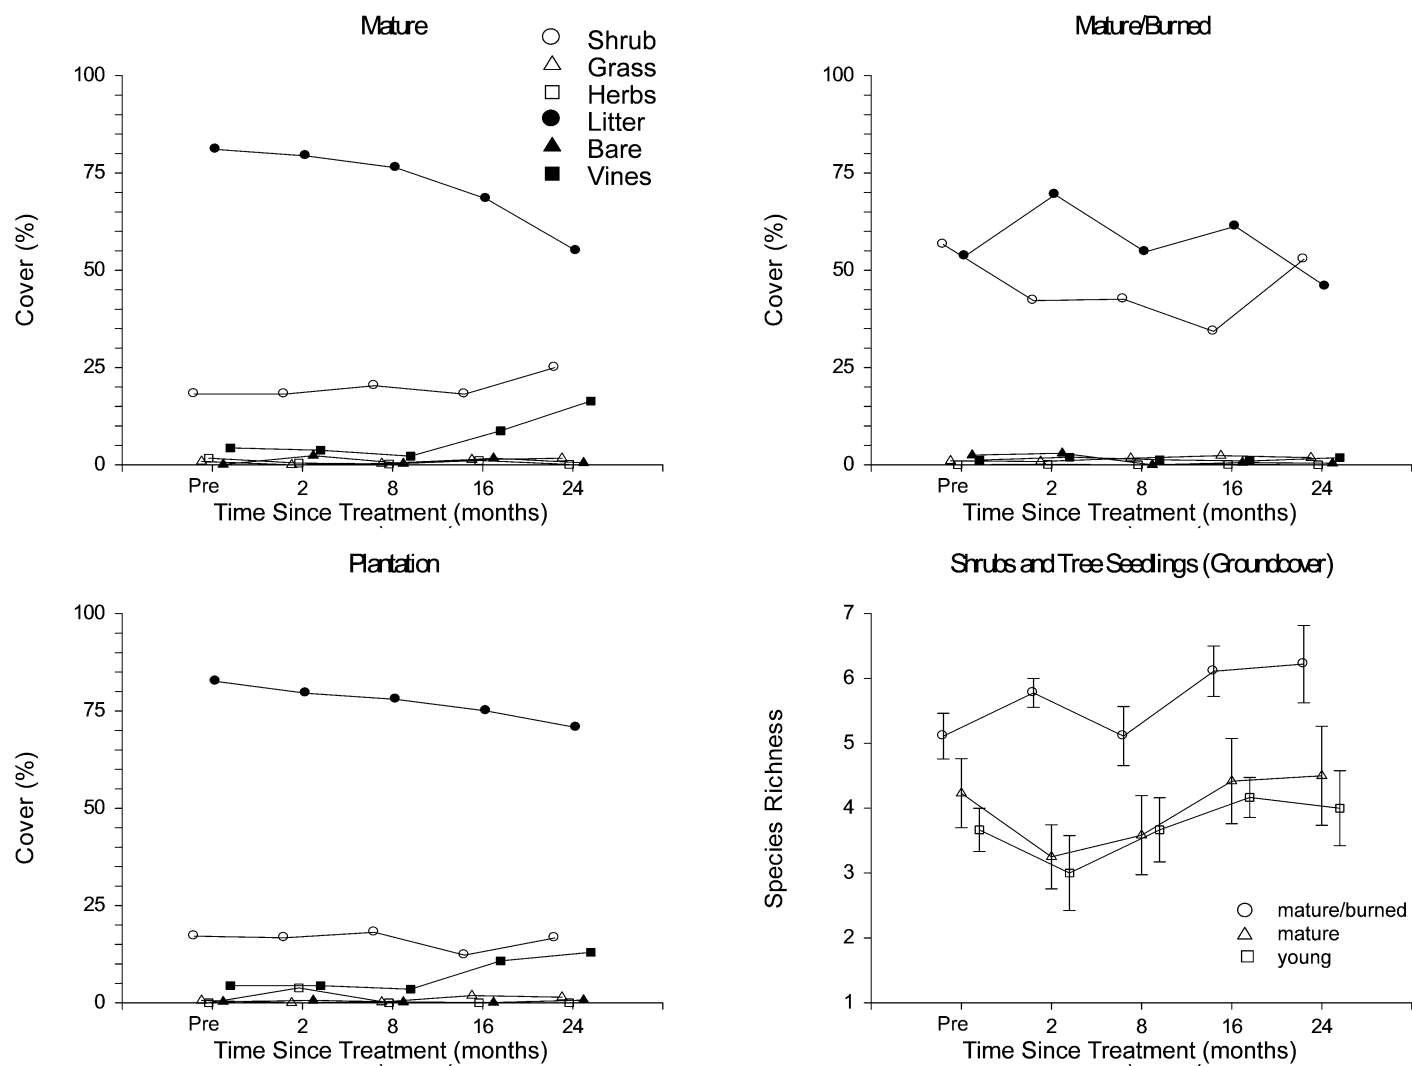 Mature
Shrub
Grass
Herbs
Litter
Bare
Vines
100
75
50
25
0
Cover (%)
Pre 2 8 16 24
Time Since Treatment (months)
Mature/Burned
100
75
50
25
0
Cover (%)
Pre 2 8 16 24
Time Since Treatment (months)
Plantation
100
75
50
25
0
Cover (%)
Pre 2 8 16 24
Time Since Treatment (months)
Shrubs and Tree Seedlings (Groundcover)
7
6
5
4
3
2
1
Species Richness
mature/burned
mature
young
Pre 2 8 16 24
Time Since Treatment (months)